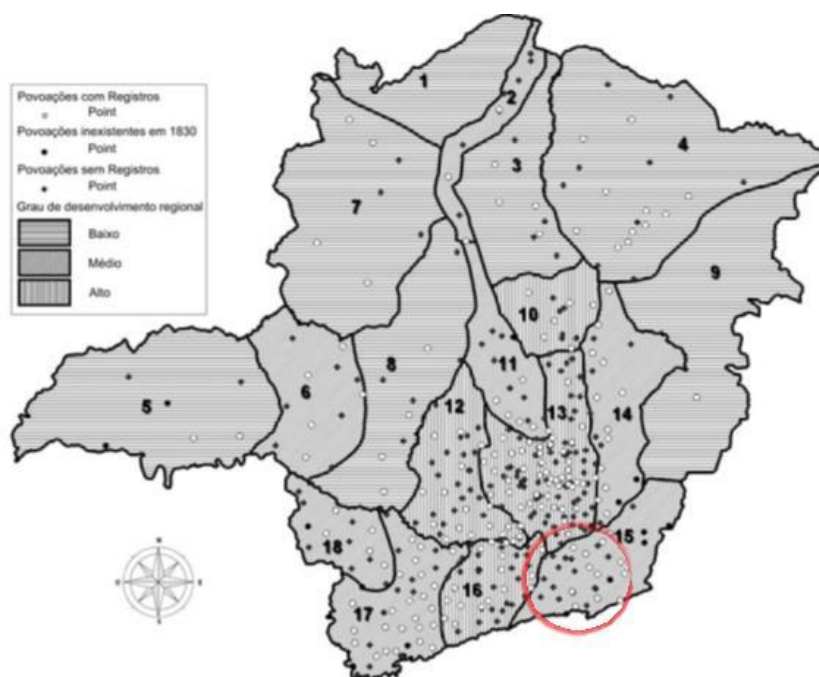 Povoações com Registros
Point
Povoações inexistentes em 1830
Point
Povoações sem Registros
Point
Grau de desenvolvimento regional
Baixo
Médio
Alto
1
2
3
4
7
9
10
8
11
6
5
12
13
14
15
18
16
17
N
E
S